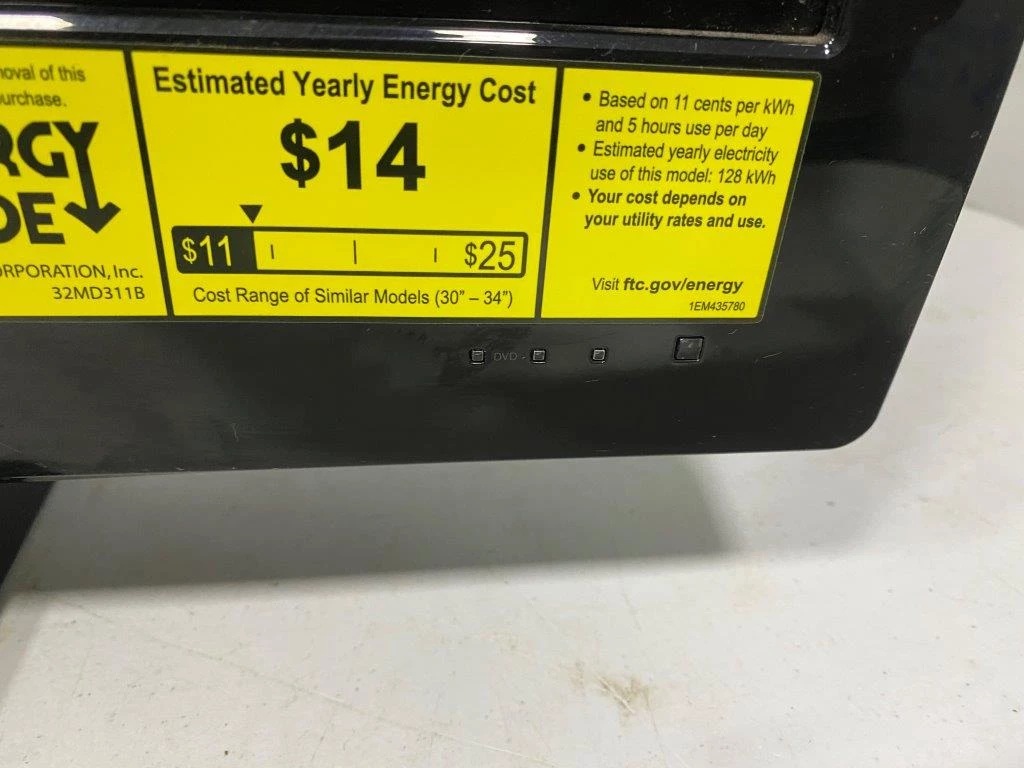 oval of this
urchase.
RGY
DE
RPORATION, Inc.
32MD311B
Estimated Yearly Energy Cost
$14
$11 $25
Cost Range of Similar Models (30” – 34”)
• Based on 11 cents per kWh
and 5 hours use per day
• Estimated yearly electricity
use of this model: 128 kWh
• Your cost depends on
your utility rates and use.
Visit ftc.gov/energy
1EM435780
DVD